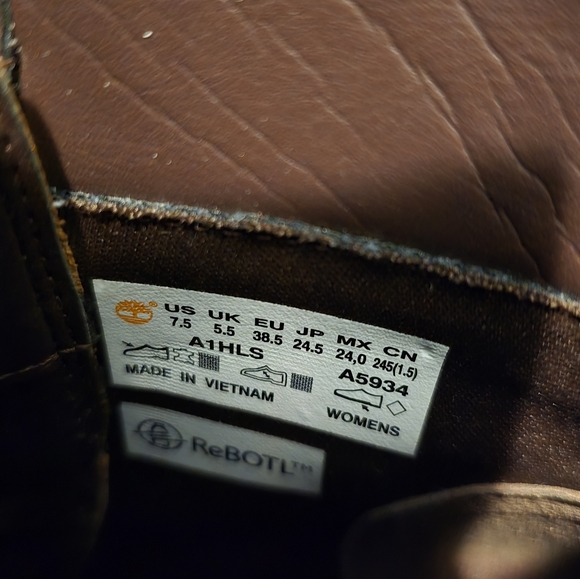 US UK EU JP MX CN
7.5 5.5 38.5 24.5 24,0 245(1.5)
A1HLS A5934
MADE IN VIETNAM WOMENS
ReBOTL™